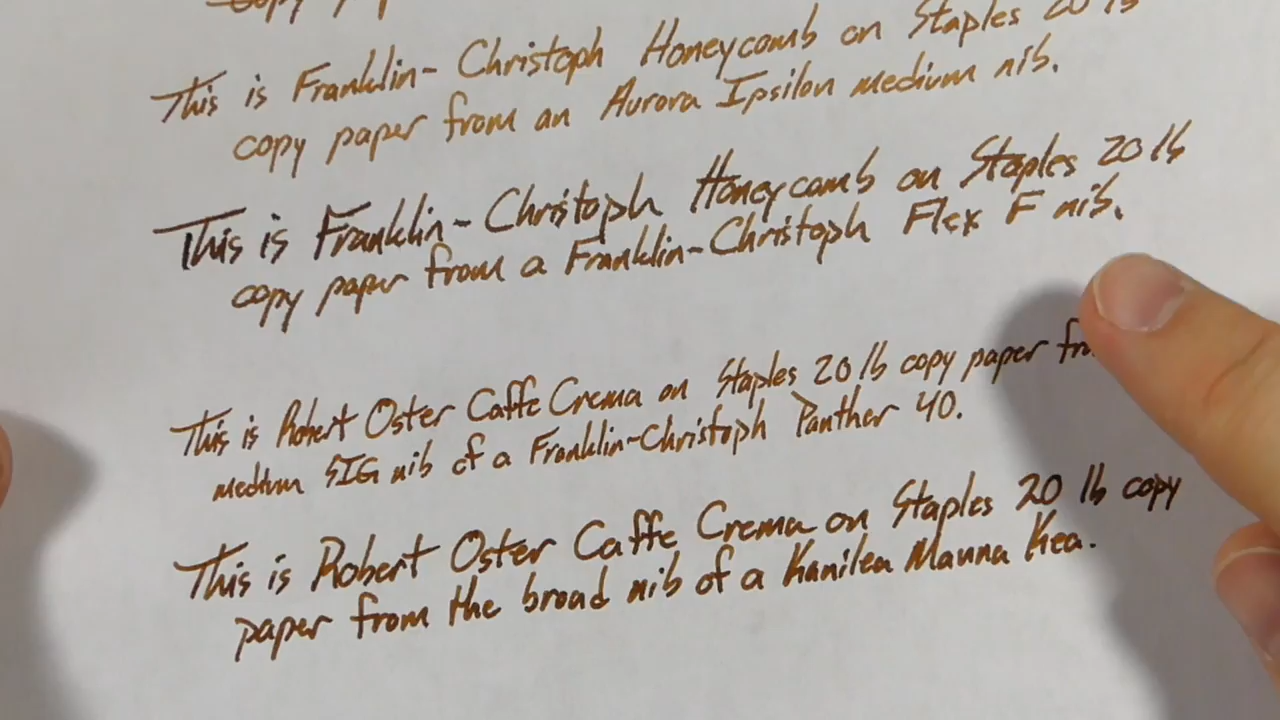 copy
This is Franklin-Christoph Honeycomb on Staples 20 lb
copy paper from an Aurora Ipsilon medium nib.
This is Franklin-Christoph Honeycomb on Staples 20 lb
copy paper from a Franklin-Christoph Flex F nib.
This is Robert Oster Caffe Crema on Staples 20 lb copy paper
medium SIG nib of a Franklin-Christoph Panther 40.
This is Robert Oster Caffe Crema on Staples 20 lb copy
paper from the broad nib of a Kanilea Mauna Kea.